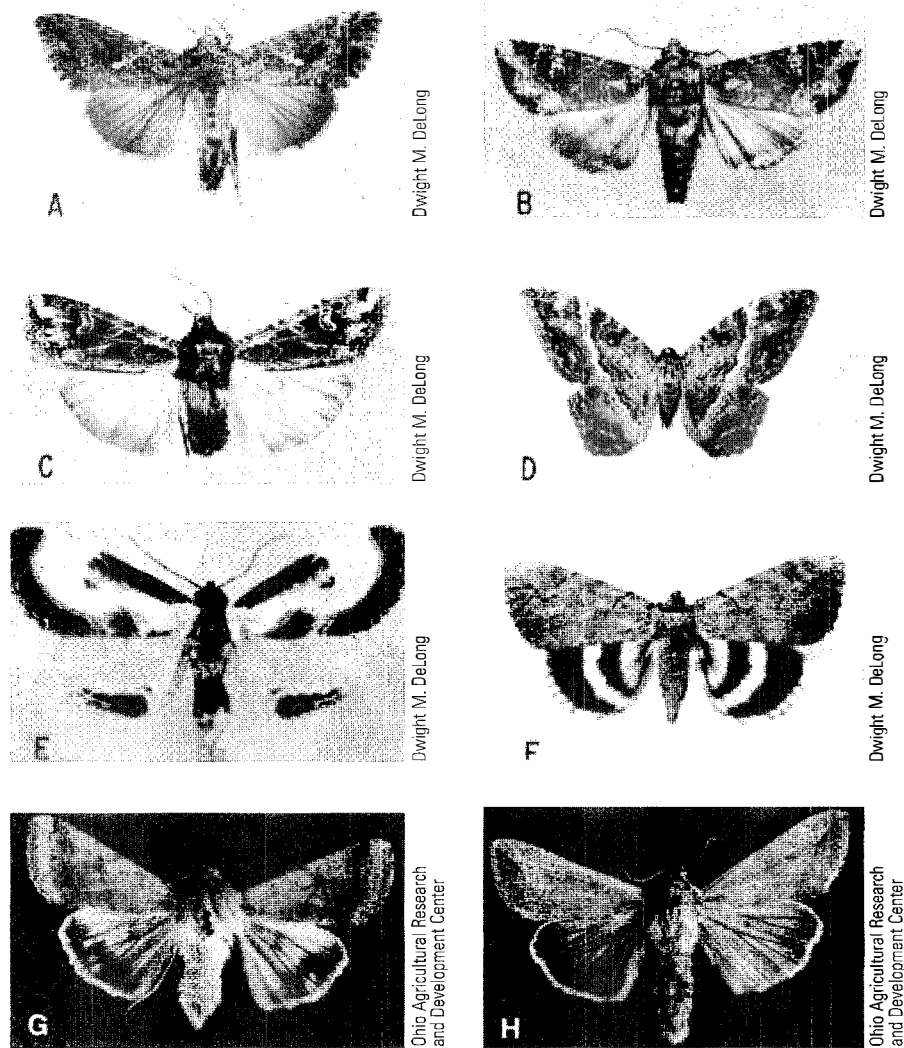 A
Dwight M. DeLong
B
Dwight M. DeLong
C
Dwight M. DeLong
D
Dwight M. DeLong
E
Dwight M. DeLong
F
Dwight M. DeLong
G
Ohio Agricultural Research
and Development Center
H
Ohio Agricultural Research
and Development Center